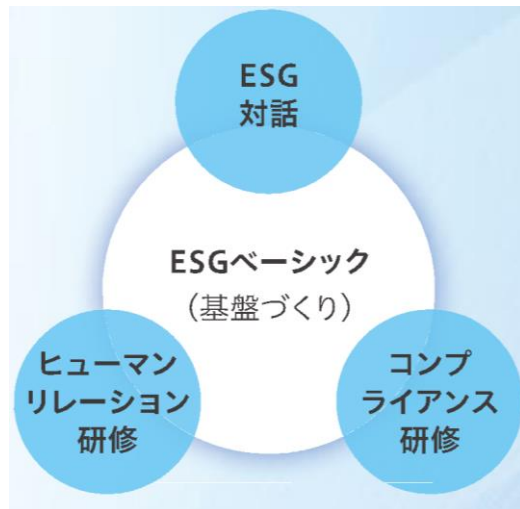 ESG
対話
ESGベーシック
(基盤づくり)
ヒューマン
リレーション
研修
コンプ
ライアンス
研修